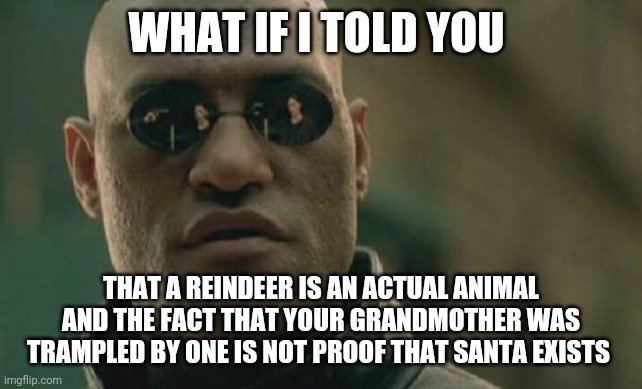 WHAT IF I TOLD YOU
THAT A REINDEER IS AN ACTUAL ANIMAL
AND THE FACT THAT YOUR GRANDMOTHER WAS
TRAMPLED BY ONE IS NOT PROOF THAT SANTA EXISTS
imgflip.com